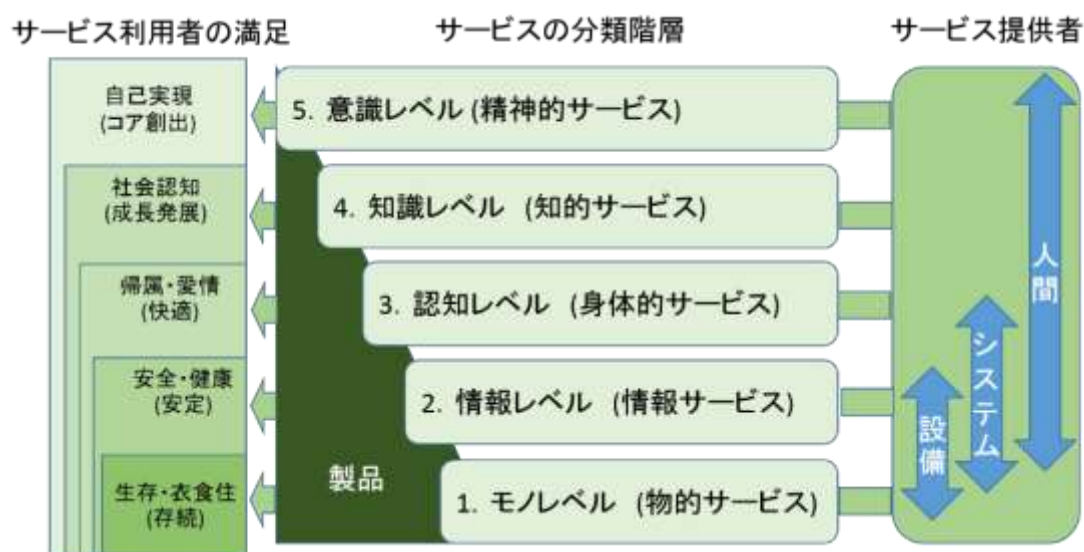 サービス利用者の満足
サービスの分類階層
サービス提供者
自己実現
(コア創出)
5. 意識レベル (精神的サービス)
社会認知
(成長発展)
4. 知識レベル (知的サービス)
帰属・愛情
(快適)
3. 認知レベル (身体的サービス)
安全・健康
(安定)
2. 情報レベル (情報サービス)
生存・衣食住
(存続)
製品
1. モノレベル (物的サービス)
設備
システム
人間